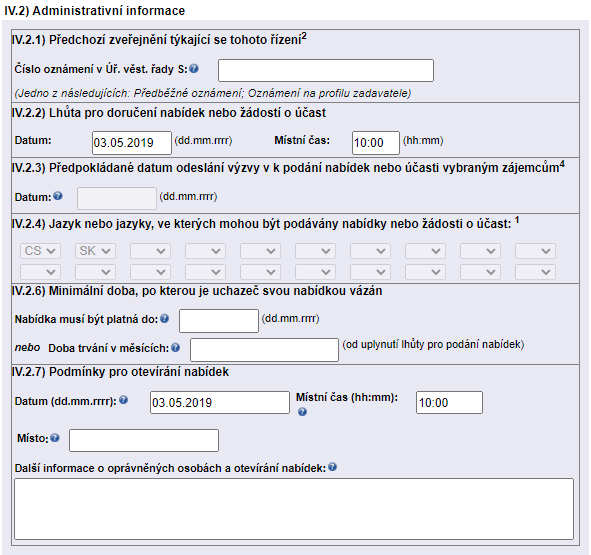 IV.2) Administrativní informace
IV.2.1) Předchozí zveřejnění týkající se tohoto řízení2
Číslo oznámení v Úř. věst. řady S:
(Jedno z následujících: Předběžné oznámení; Oznámení na profilu zadavatele)
IV.2.2) Lhůta pro doručení nabídek nebo žádostí o účast
Datum: 03.05.2019 (dd.mm.rrrr) Místní čas: 10:00 (hh:mm)
IV.2.3) Předpokládané datum odeslání výzvy v k podání nabídek nebo účasti vybraným zájemcům4
Datum: (dd.mm.rrrr)
IV.2.4) Jazyk nebo jazyky, ve kterých mohou být podávány nabídky nebo žádosti o účast: 1
CS SK
IV.2.6) Minimální doba, po kterou je uchazeč svou nabídkou vázán
Nabídka musí být platná do: (dd.mm.rrrr)
nebo Doba trvání v měsících: (od uplynutí lhůty pro podání nabídek)
IV.2.7) Podmínky pro otevírání nabídek
Datum (dd.mm.rrrr): 03.05.2019 Místní čas (hh:mm): 10:00
Místo:
Další informace o oprávněných osobách a otevírání nabídek: